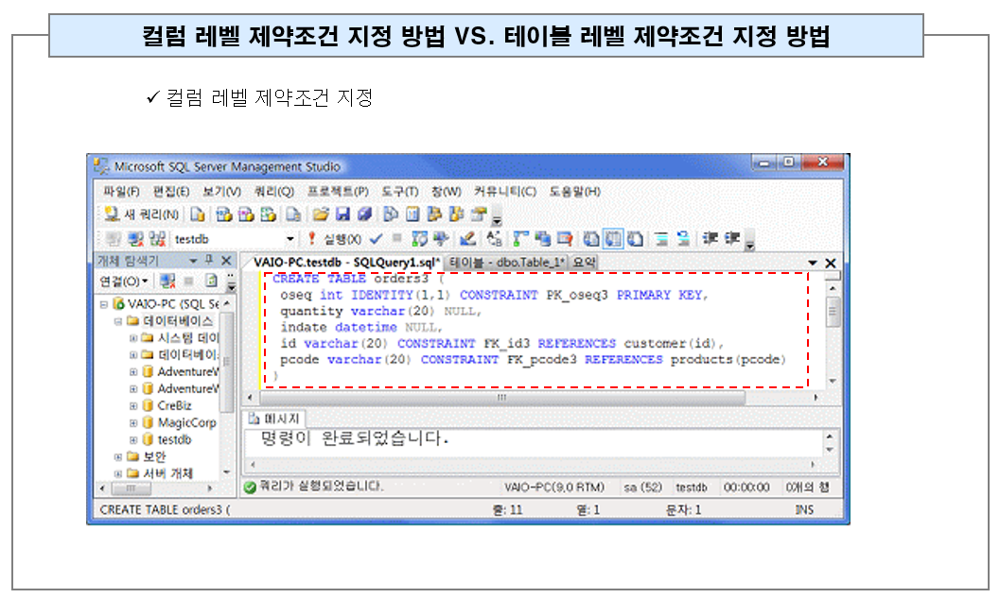 컬럼 레벨 제약조건 지정 방법 VS. 테이블 레벨 제약조건 지정 방법
✓ 컬럼 레벨 제약조건 지정
Microsoft SQL Server Management Studio
파일(F) 편집(E) 보기(V) 쿼리(Q) 프로젝트(P) 도구(T) 창(W) 커뮤니티(C) 도움말(H)
새 쿼리(N)
testdb 실행(X)
개체 탐색기
연결(O)
VAIO-PC (SQL Se
데이터베이스
시스템 데이
데이터베이
AdventureW
AdventureW
CreBiz
MagicCorp
testdb
보안
서버 개체
VAIO-PC.testdb - SQLQuery1.sql* 테이블 - dbo.Table_1* 요약
CREATE TABLE orders3 (
oseq int IDENTITY(1,1) CONSTRAINT PK_oseq3 PRIMARY KEY,
quantity varchar(20) NULL,
indate datetime NULL,
id varchar(20) CONSTRAINT FK_id3 REFERENCES customer(id),
pcode varchar(20) CONSTRAINT FK_pcode3 REFERENCES products(pcode)
)
메시지
명령이 완료되었습니다.
쿼리가 실행되었습니다. VAIO-PC(9,0 RTM) sa (52) testdb 00:00:00 0개의 행
CREATE TABLE orders3 ( 줄: 11 열: 1 문자: 1 INS